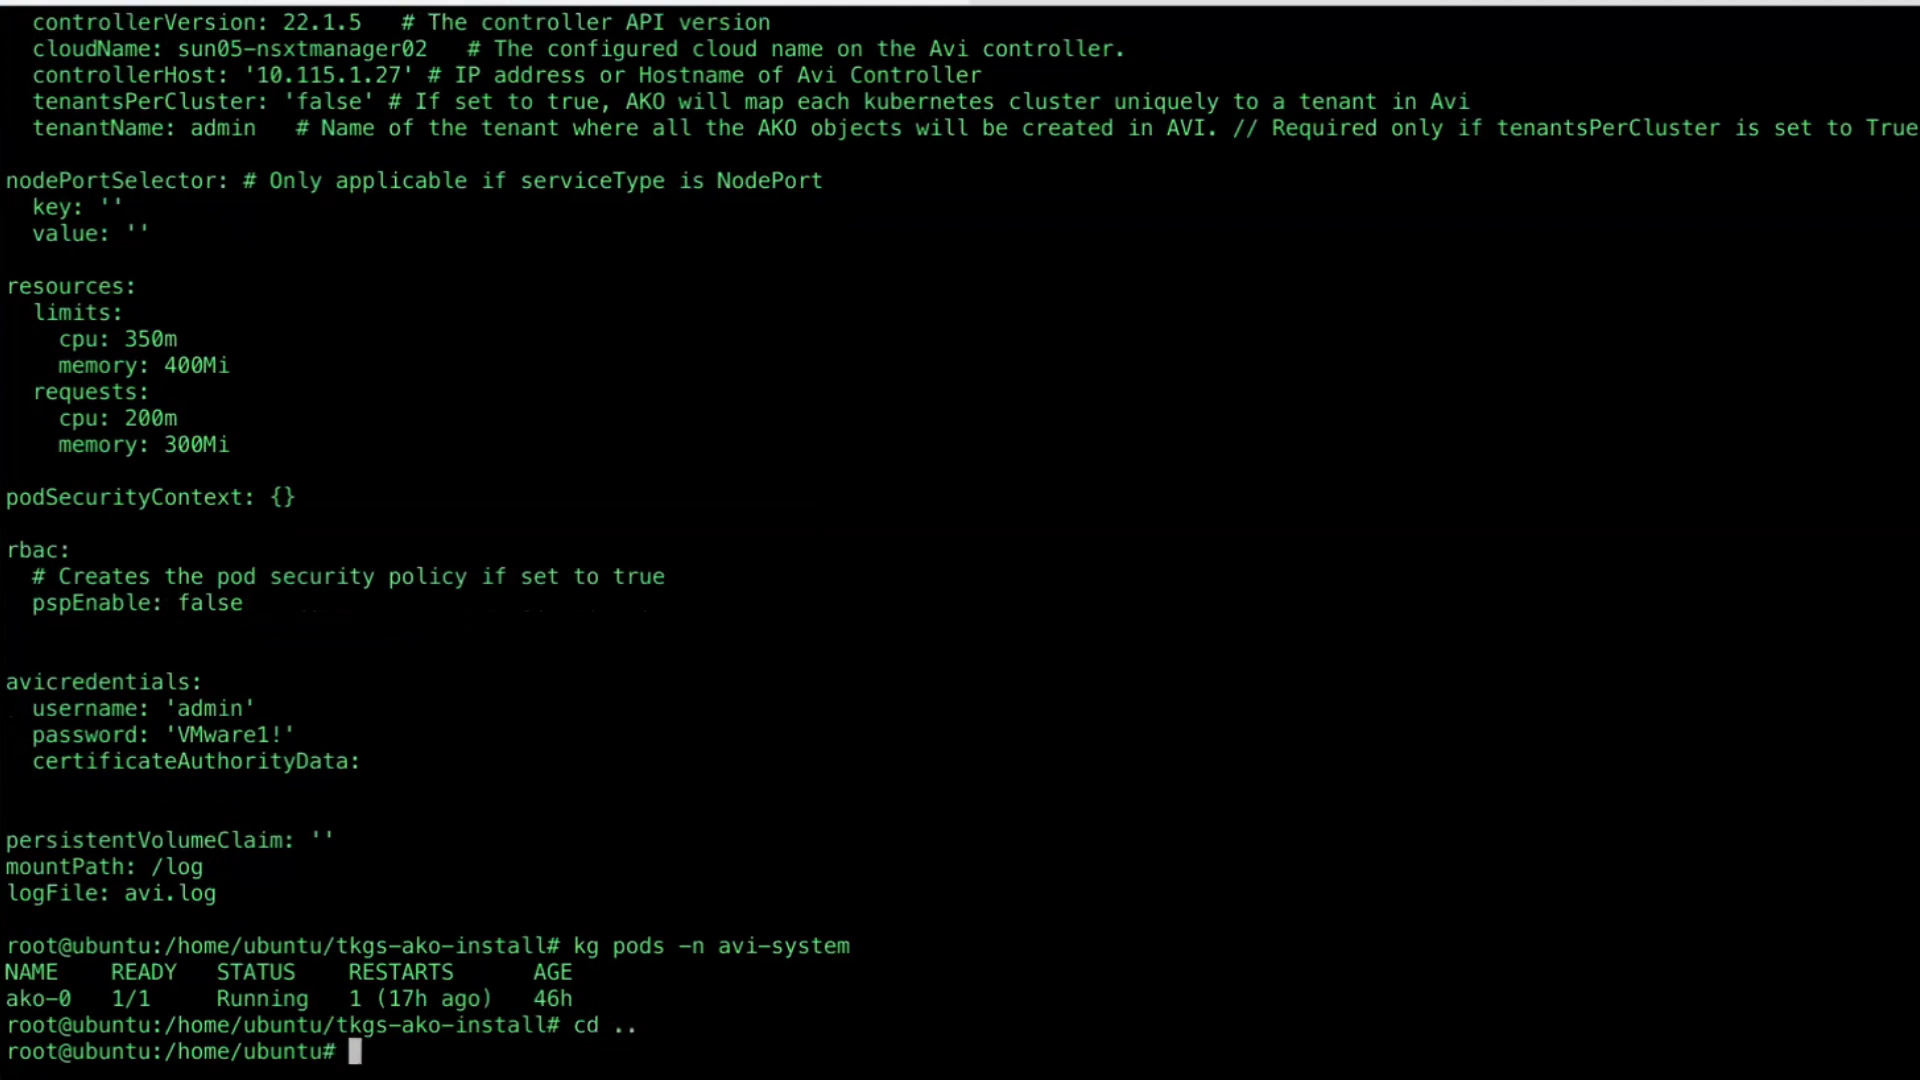 controllerVersion: 22.1.5   # The controller API version
cloudName: sun05-nsxtmanager02   # The configured cloud name on the Avi controller.
controllerHost: '10.115.1.27' # IP address or Hostname of Avi Controller
tenantsPerCluster: 'false' # If set to true, AKO will map each kubernetes cluster uniquely to a tenant in Avi
tenantName: admin   # Name of the tenant where all the AKO objects will be created in AVI. // Required only if tenantsPerCluster is set to True
nodePortSelector: # Only applicable if serviceType is NodePort
key: ''
value: ''
resources:
limits:
cpu: 350m
memory: 400Mi
requests:
cpu: 200m
memory: 300Mi
podSecurityContext: {}
rbac:
# Creates the pod security policy if set to true
pspEnable: false
avicredentials:
username: 'admin'
password: 'VMware1!'
certificateAuthorityData:
persistentVolumeClaim: ''
mountPath: /log
logFile: avi.log
root@ubuntu:/home/ubuntu/tkgs-ako-install# kg pods -n avi-system
NAME    READY   STATUS    RESTARTS      AGE
ako-0   1/1     Running   1 (17h ago)   46h
root@ubuntu:/home/ubuntu/tkgs-ako-install# cd ..
root@ubuntu:/home/ubuntu#